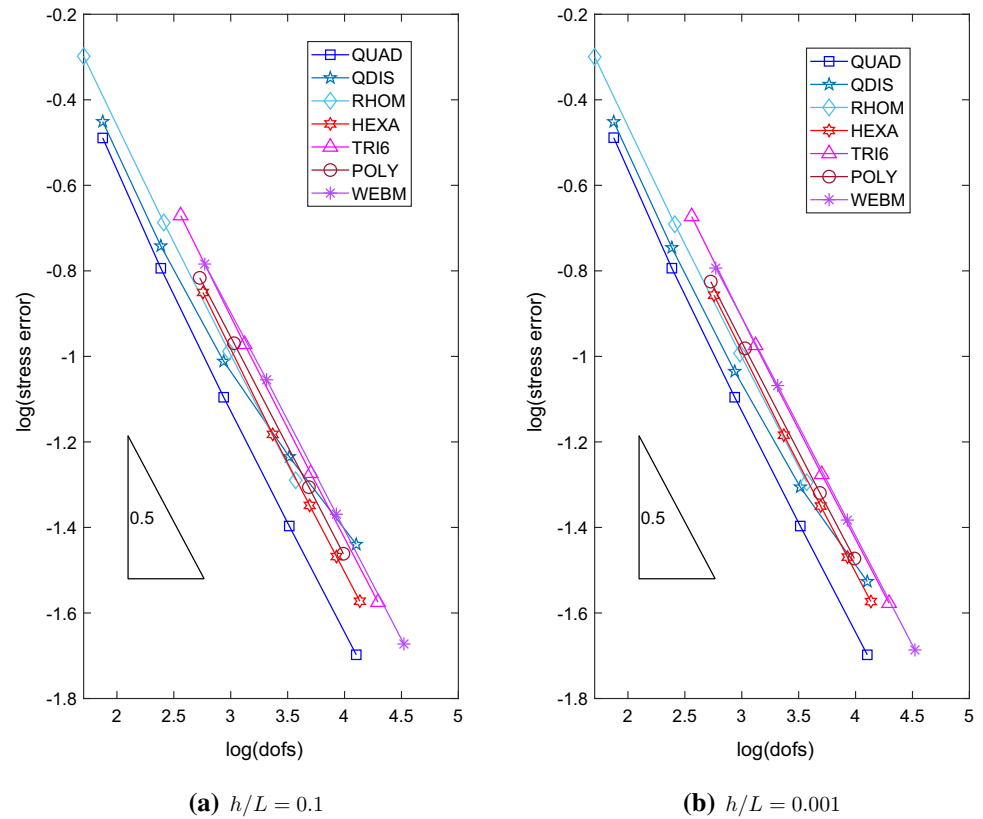 -0.2
-0.4
-0.6
-0.8
-1
-1.2
-1.4
-1.6
-1.8
log(stress error)
QUAD
QDIS
RHOM
HEXA
TRI6
POLY
WEBM
0.5
2 2.5 3 3.5 4 4.5 5
log(dofs)
(a) h/L = 0.1
-0.2
-0.4
-0.6
-0.8
-1
-1.2
-1.4
-1.6
-1.8
log(stress error)
QUAD
QDIS
RHOM
HEXA
TRI6
POLY
WEBM
0.5
2 2.5 3 3.5 4 4.5 5
log(dofs)
(b) h/L = 0.001